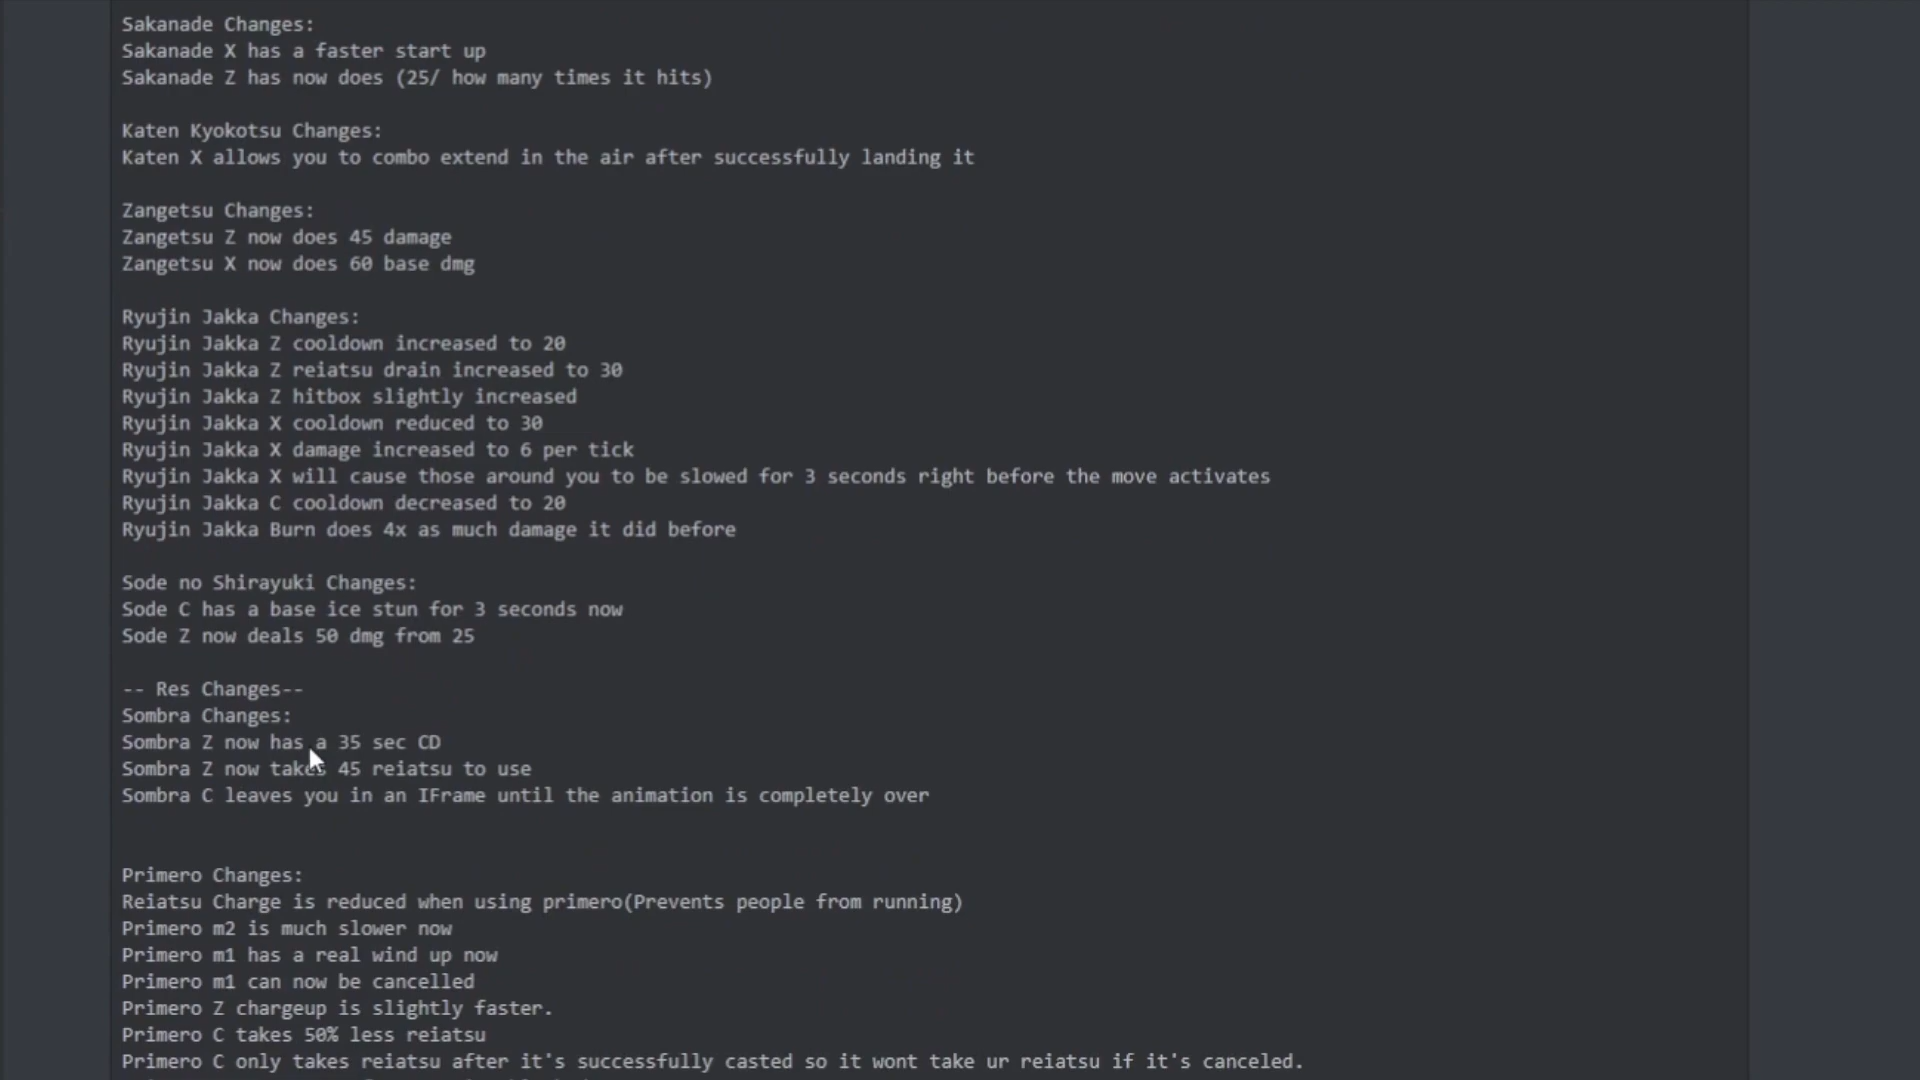 Sakanade Changes:
Sakanade X has a faster start up
Sakanade Z has now does (25/ how many times it hits)
Katen Kyokotsu Changes:
Katen X allows you to combo extend in the air after successfully landing it
Zangetsu Changes:
Zangetsu Z now does 45 damage
Zangetsu X now does 60 base dmg
Ryujin Jakka Changes:
Ryujin Jakka Z cooldown increased to 20
Ryujin Jakka Z reiatsu drain increased to 30
Ryujin Jakka Z hitbox slightly increased
Ryujin Jakka X cooldown reduced to 30
Ryujin Jakka X damage increased to 6 per tick
Ryujin Jakka X will cause those around you to be slowed for 3 seconds right before the move activates
Ryujin Jakka C cooldown decreased to 20
Ryujin Jakka Burn does 4x as much damage it did before
Sode no Shirayuki Changes:
Sode C has a base ice stun for 3 seconds now
Sode Z now deals 50 dmg from 25
-- Res Changes--
Sombra Changes:
Sombra Z now has a 35 sec CD
Sombra Z now takes 45 reiatsu to use
Sombra C leaves you in an IFrame until the animation is completely over
Primero Changes:
Reiatsu Charge is reduced when using primero(Prevents people from running)
Primero m2 is much slower now
Primero m1 has a real wind up now
Primero m1 can now be cancelled
Primero Z chargeup is slightly faster.
Primero C takes 50% less reiatsu
Primero C only takes reiatsu after it's successfully casted so it wont take ur reiatsu if it's canceled.